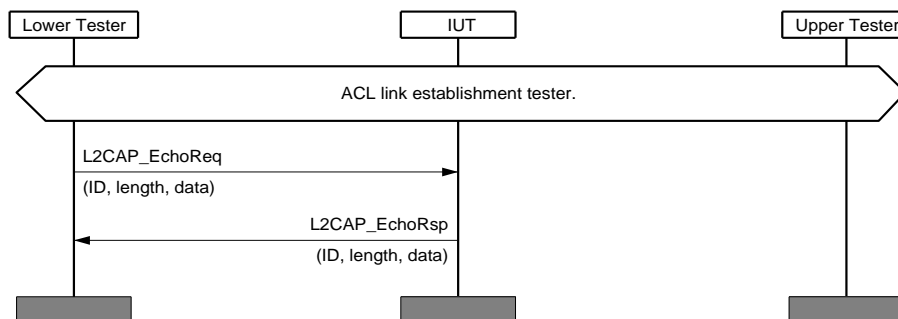 Lower Tester
IUT
Upper Tester
ACL link establishment tester.
L2CAP_EchoReq
(ID, length, data)
L2CAP_EchoRsp
(ID, length, data)